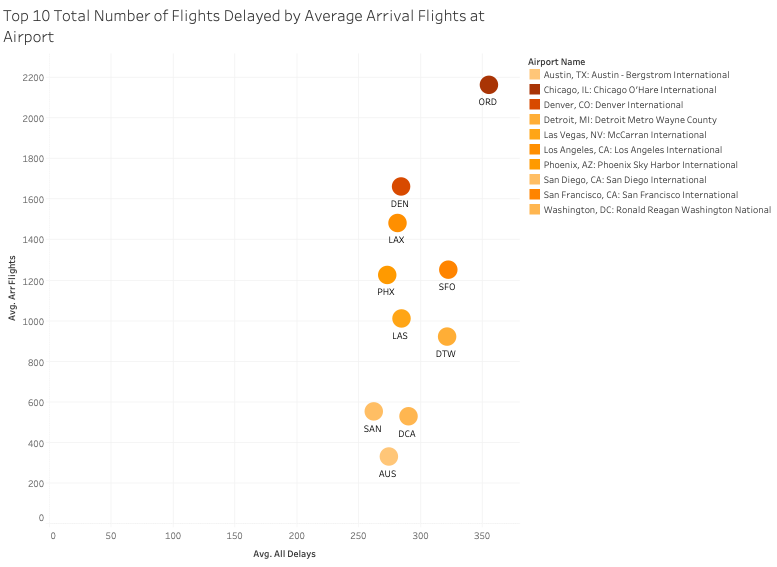 Top 10 Total Number of Flights Delayed by Average Arrival Flights at
Airport
Airport Name
Austin, TX: Austin - Bergstrom International
Chicago, IL: Chicago O'Hare International
Denver, CO: Denver International
Detroit, MI: Detroit Metro Wayne County
Las Vegas, NV: McCarran International
Los Angeles, CA: Los Angeles International
Phoenix, AZ: Phoenix Sky Harbor International
San Diego, CA: San Diego International
San Francisco, CA: San Francisco International
Washington, DC: Ronald Reagan Washington National
Avg. Arr Flights
2200
2000
1800
1600
1400
1200
1000
800
600
400
200
0
ORD
DEN
LAX
SFO
PHX
LAS
DTW
SAN
DCA
AUS
0 50 100 150 200 250 300 350
Avg. All Delays